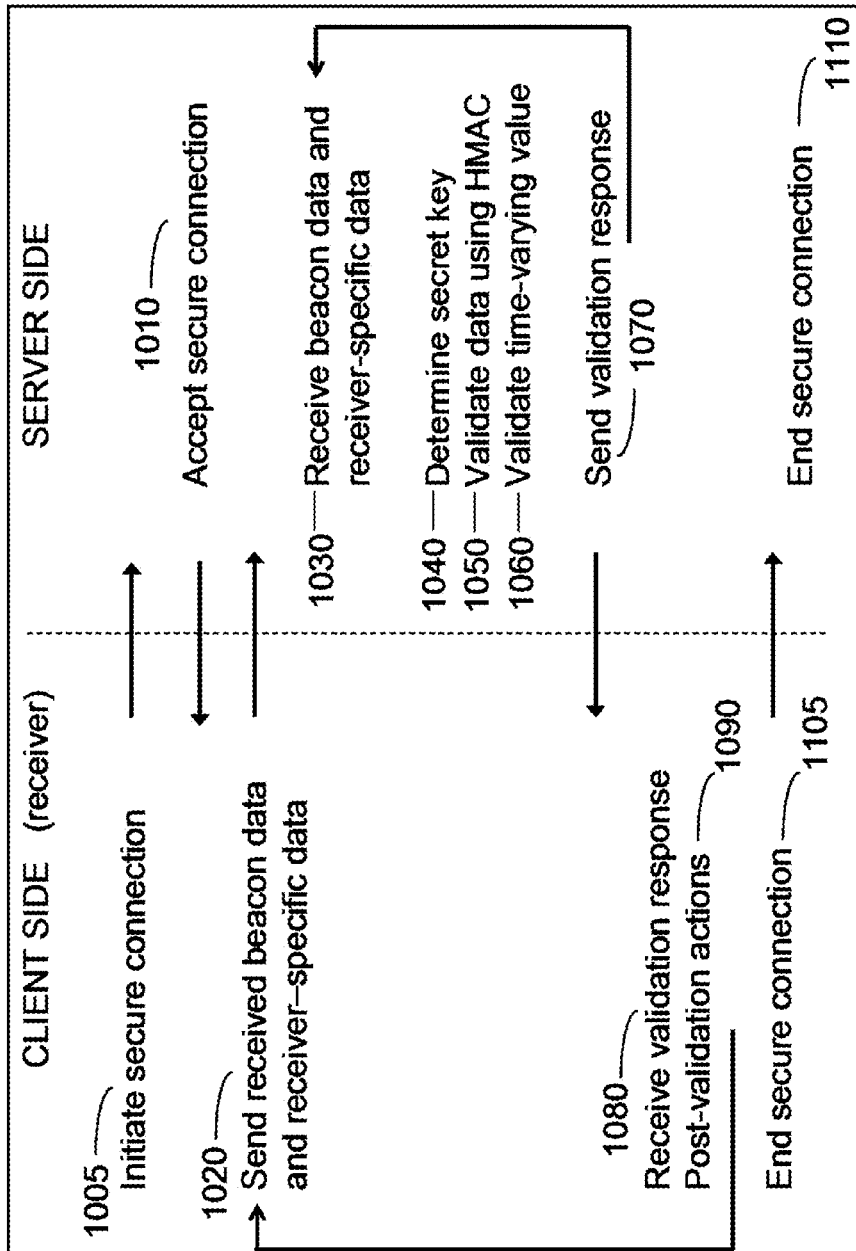 CLIENT SIDE (receiver)
SERVER SIDE
1005
Initiate secure connection
1010
Accept secure connection
1020
Send received beacon data
and receiver–specific data
1030
Receive beacon data and
receiver-specific data
1040
Determine secret key
1050
Validate data using HMAC
1060
Validate time-varying value
Send validation response
1070
1080
Receive validation response
Post-validation actions
1090
End secure connection
1105
End secure connection
1110